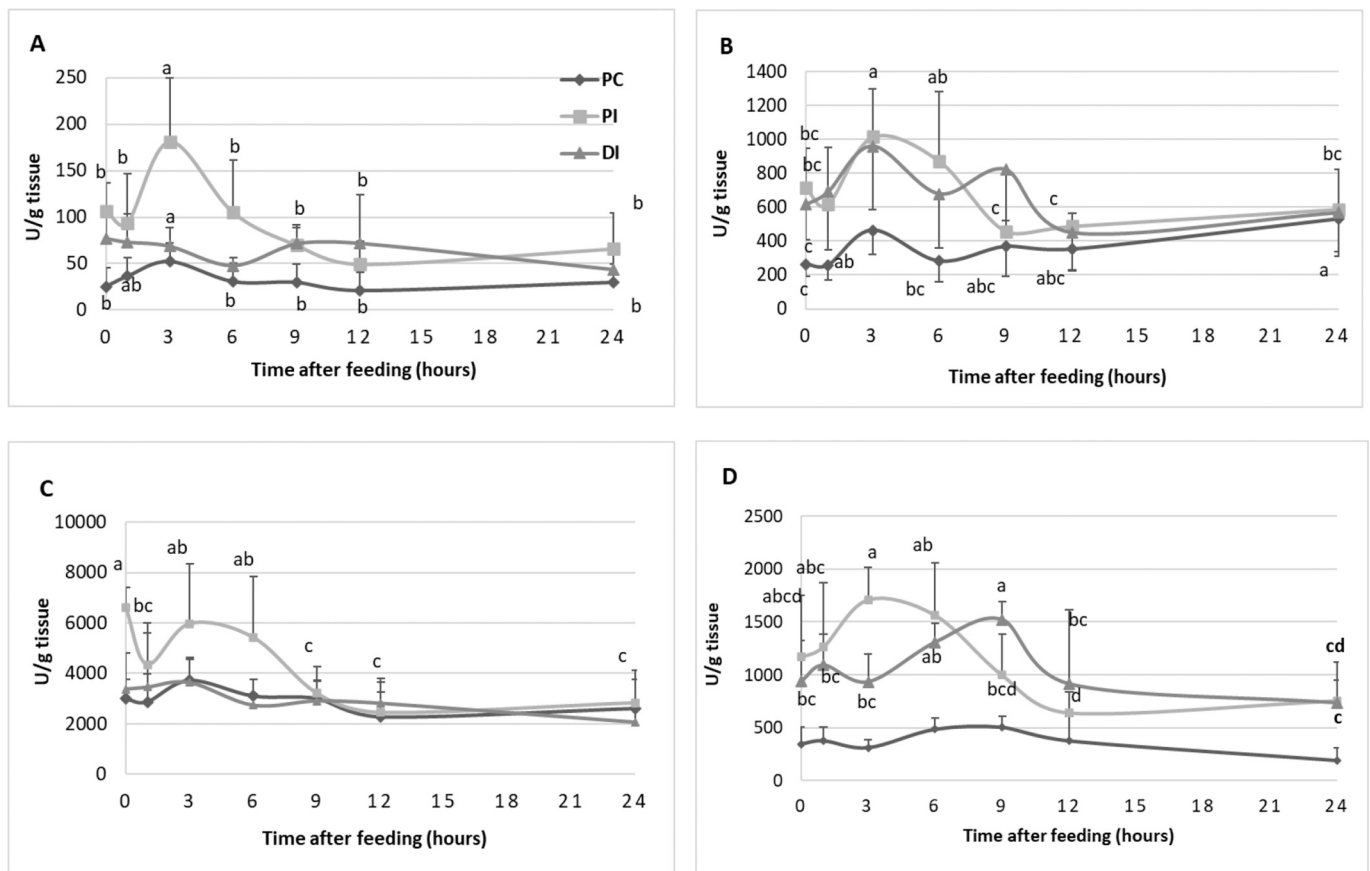 A
250
200
150
100
50
0
U/g tissue
a
b b b b b b
a
b ab b b b b
PC
PI
DI
0 3 6 9 12 15 18 21 24
Time after feeding (hours)
B
1400
1200
1000
800
600
400
200
0
U/g tissue
a ab
bc
bc
c c bc
c
ab
c bc abc abc a
0 3 6 9 12 15 18 21 24
Time after feeding (hours)
C
10000
8000
6000
4000
2000
0
U/g tissue
a ab ab
bc
c c c
0 3 6 9 12 15 18 21 24
Time after feeding (hours)
D
2500
2000
1500
1000
500
0
U/g tissue
abc a ab
abcd a
bc
ab cd
bc bc bc bcd d
c
0 3 6 9 12 15 18 21 24
Time after feeding (hours)